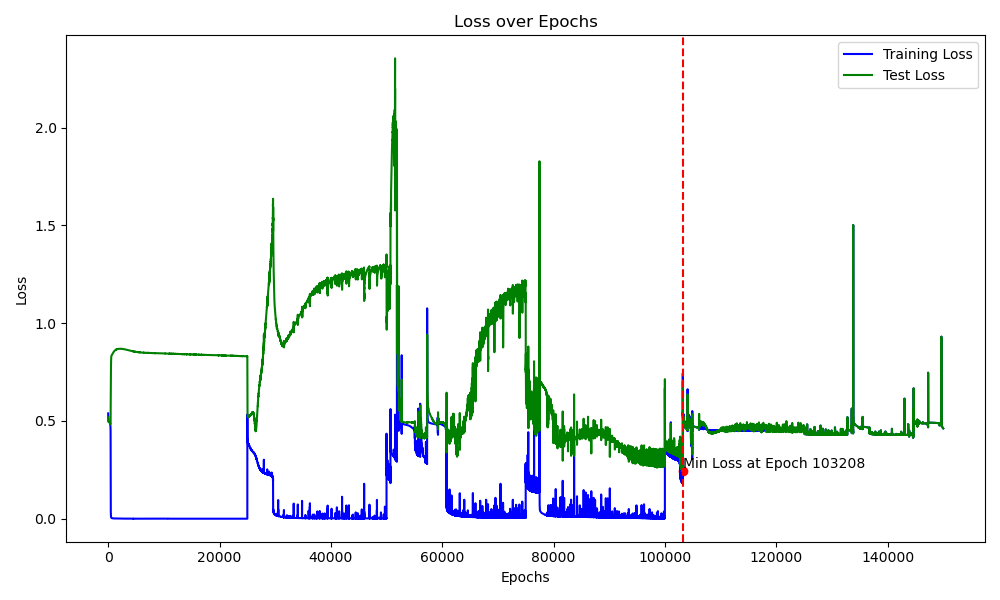 Loss over Epochs
Training Loss
Test Loss
Loss
2.0
1.5
1.0
0.5
0.0
Min Loss at Epoch 103208
0 20000 40000 60000 80000 100000 120000 140000
Epochs